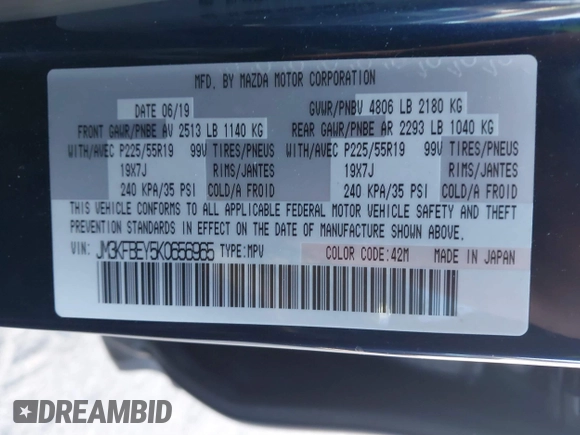 MFD. BY MAZDA MOTOR CORPORATION
DATE 06/19 GVWR/PNBV 4806 LB 2180 KG
FRONT GAWR/PNBE AV 2513 LB 1140 KG REAR GAWR/PNBE AR 2293 LB 1040 KG
WITH/AVEC P225/55R19 99V TIRES/PNEUS WITH/AVEC P225/55R19 99V TIRES/PNEUS
19X7J RIMS/JANTES 19X7J RIMS/JANTES
240 KPA/35 PSI COLD/A FROID 240 KPA/35 PSI COLD/A FROID
THIS VEHICLE CONFORMS TO ALL APPLICABLE FEDERAL MOTOR VEHICLE SAFETY AND THEFT
PREVENTION STANDARDS IN EFFECT ON THE DATE OF MANUFACTURE SHOWN ABOVE.
VIN: JM3KFBEY5K0656965 TYPE: MPV COLOR CODE: 42M MADE IN JAPAN
DREAMBID